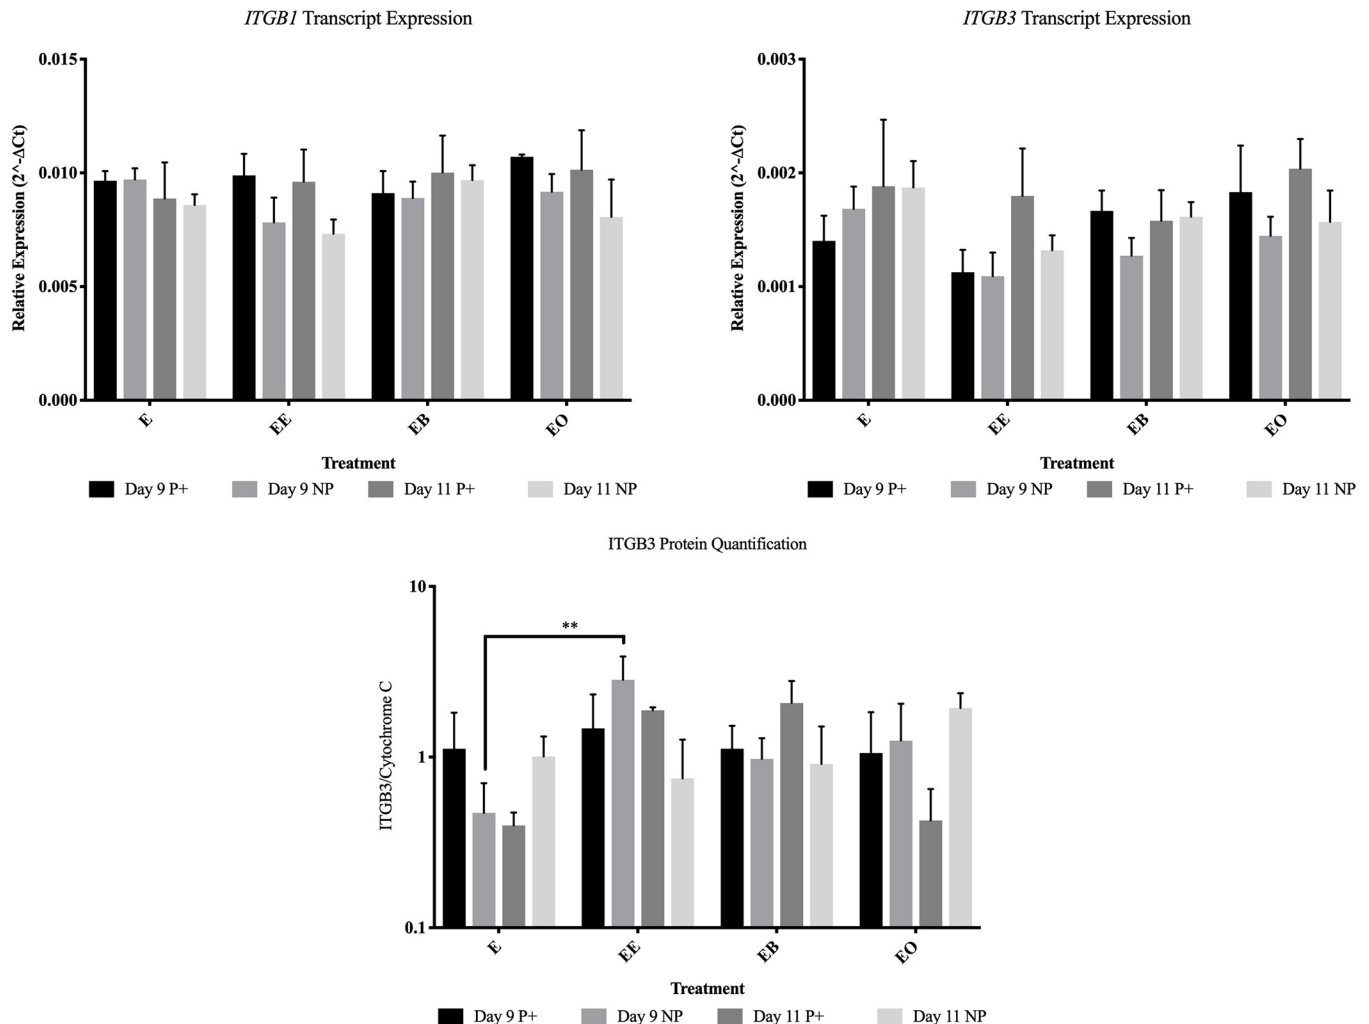 ITGB1 Transcript Expression
0.015
0.010
0.005
0.000
Relative Expression (2^-ΔCt)
E
EE
EB
EO
Treatment
Day 9 P+
Day 9 NP
Day 11 P+
Day 11 NP
ITGB3 Transcript Expression
0.003
0.002
0.001
0.000
Relative Expression (2^-ΔCt)
E
EE
EB
EO
Treatment
Day 9 P+
Day 9 NP
Day 11 P+
Day 11 NP
ITGB3 Protein Quantification
10
1
0.1
ITGB3/Cytochrome C
**
E
EE
EB
EO
Treatment
Day 9 P+
Day 9 NP
Day 11 P+
Day 11 NP